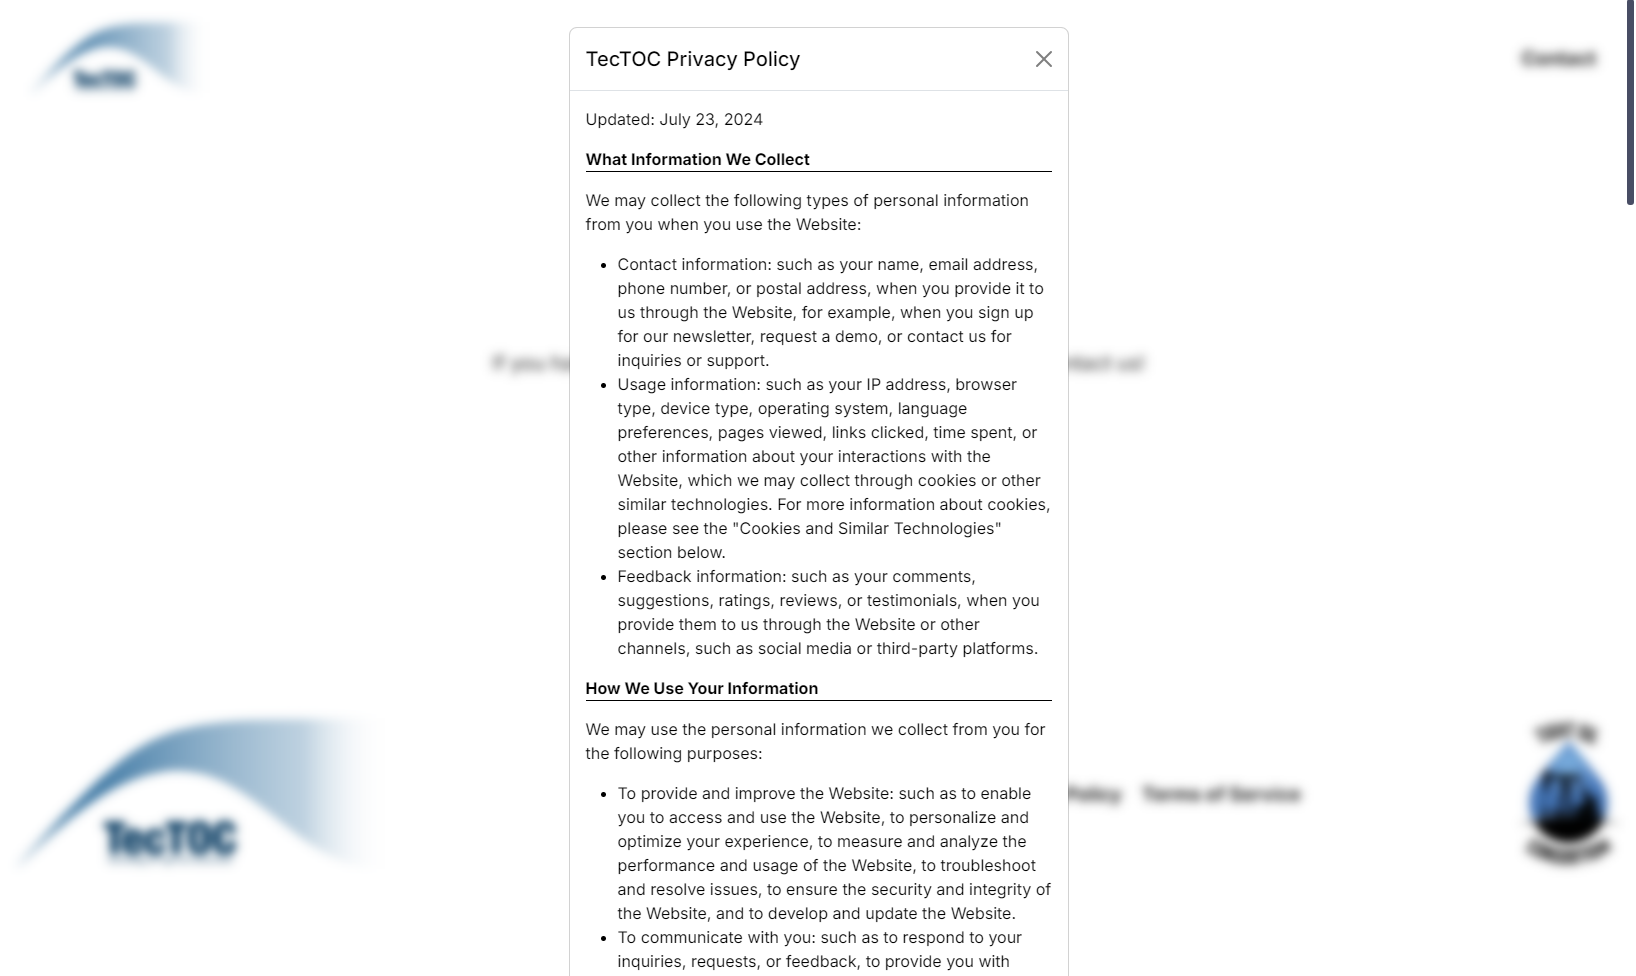 TecTOC
Contact
TecTOC Privacy Policy
Updated: July 23, 2024
What Information We Collect
We may collect the following types of personal information
from you when you use the Website:
• Contact information: such as your name, email address,
phone number, or postal address, when you provide it to
us through the Website, for example, when you sign up
for our newsletter, request a demo, or contact us for
inquiries or support.
• Usage information: such as your IP address, browser
type, device type, operating system, language
preferences, pages viewed, links clicked, time spent, or
other information about your interactions with the
Website, which we may collect through cookies or other
similar technologies. For more information about cookies,
please see the "Cookies and Similar Technologies"
section below.
• Feedback information: such as your comments,
suggestions, ratings, reviews, or testimonials, when you
provide them to us through the Website or other
channels, such as social media or third-party platforms.
How We Use Your Information
We may use the personal information we collect from you for
the following purposes:
• To provide and improve the Website: such as to enable
you to access and use the Website, to personalize and
optimize your experience, to measure and analyze the
performance and usage of the Website, to troubleshoot
and resolve issues, to ensure the security and integrity of
the Website, and to develop and update the Website.
• To communicate with you: such as to respond to your
inquiries, requests, or feedback, to provide you with
If you
us!
TecTOC
Policy
Terms of Service